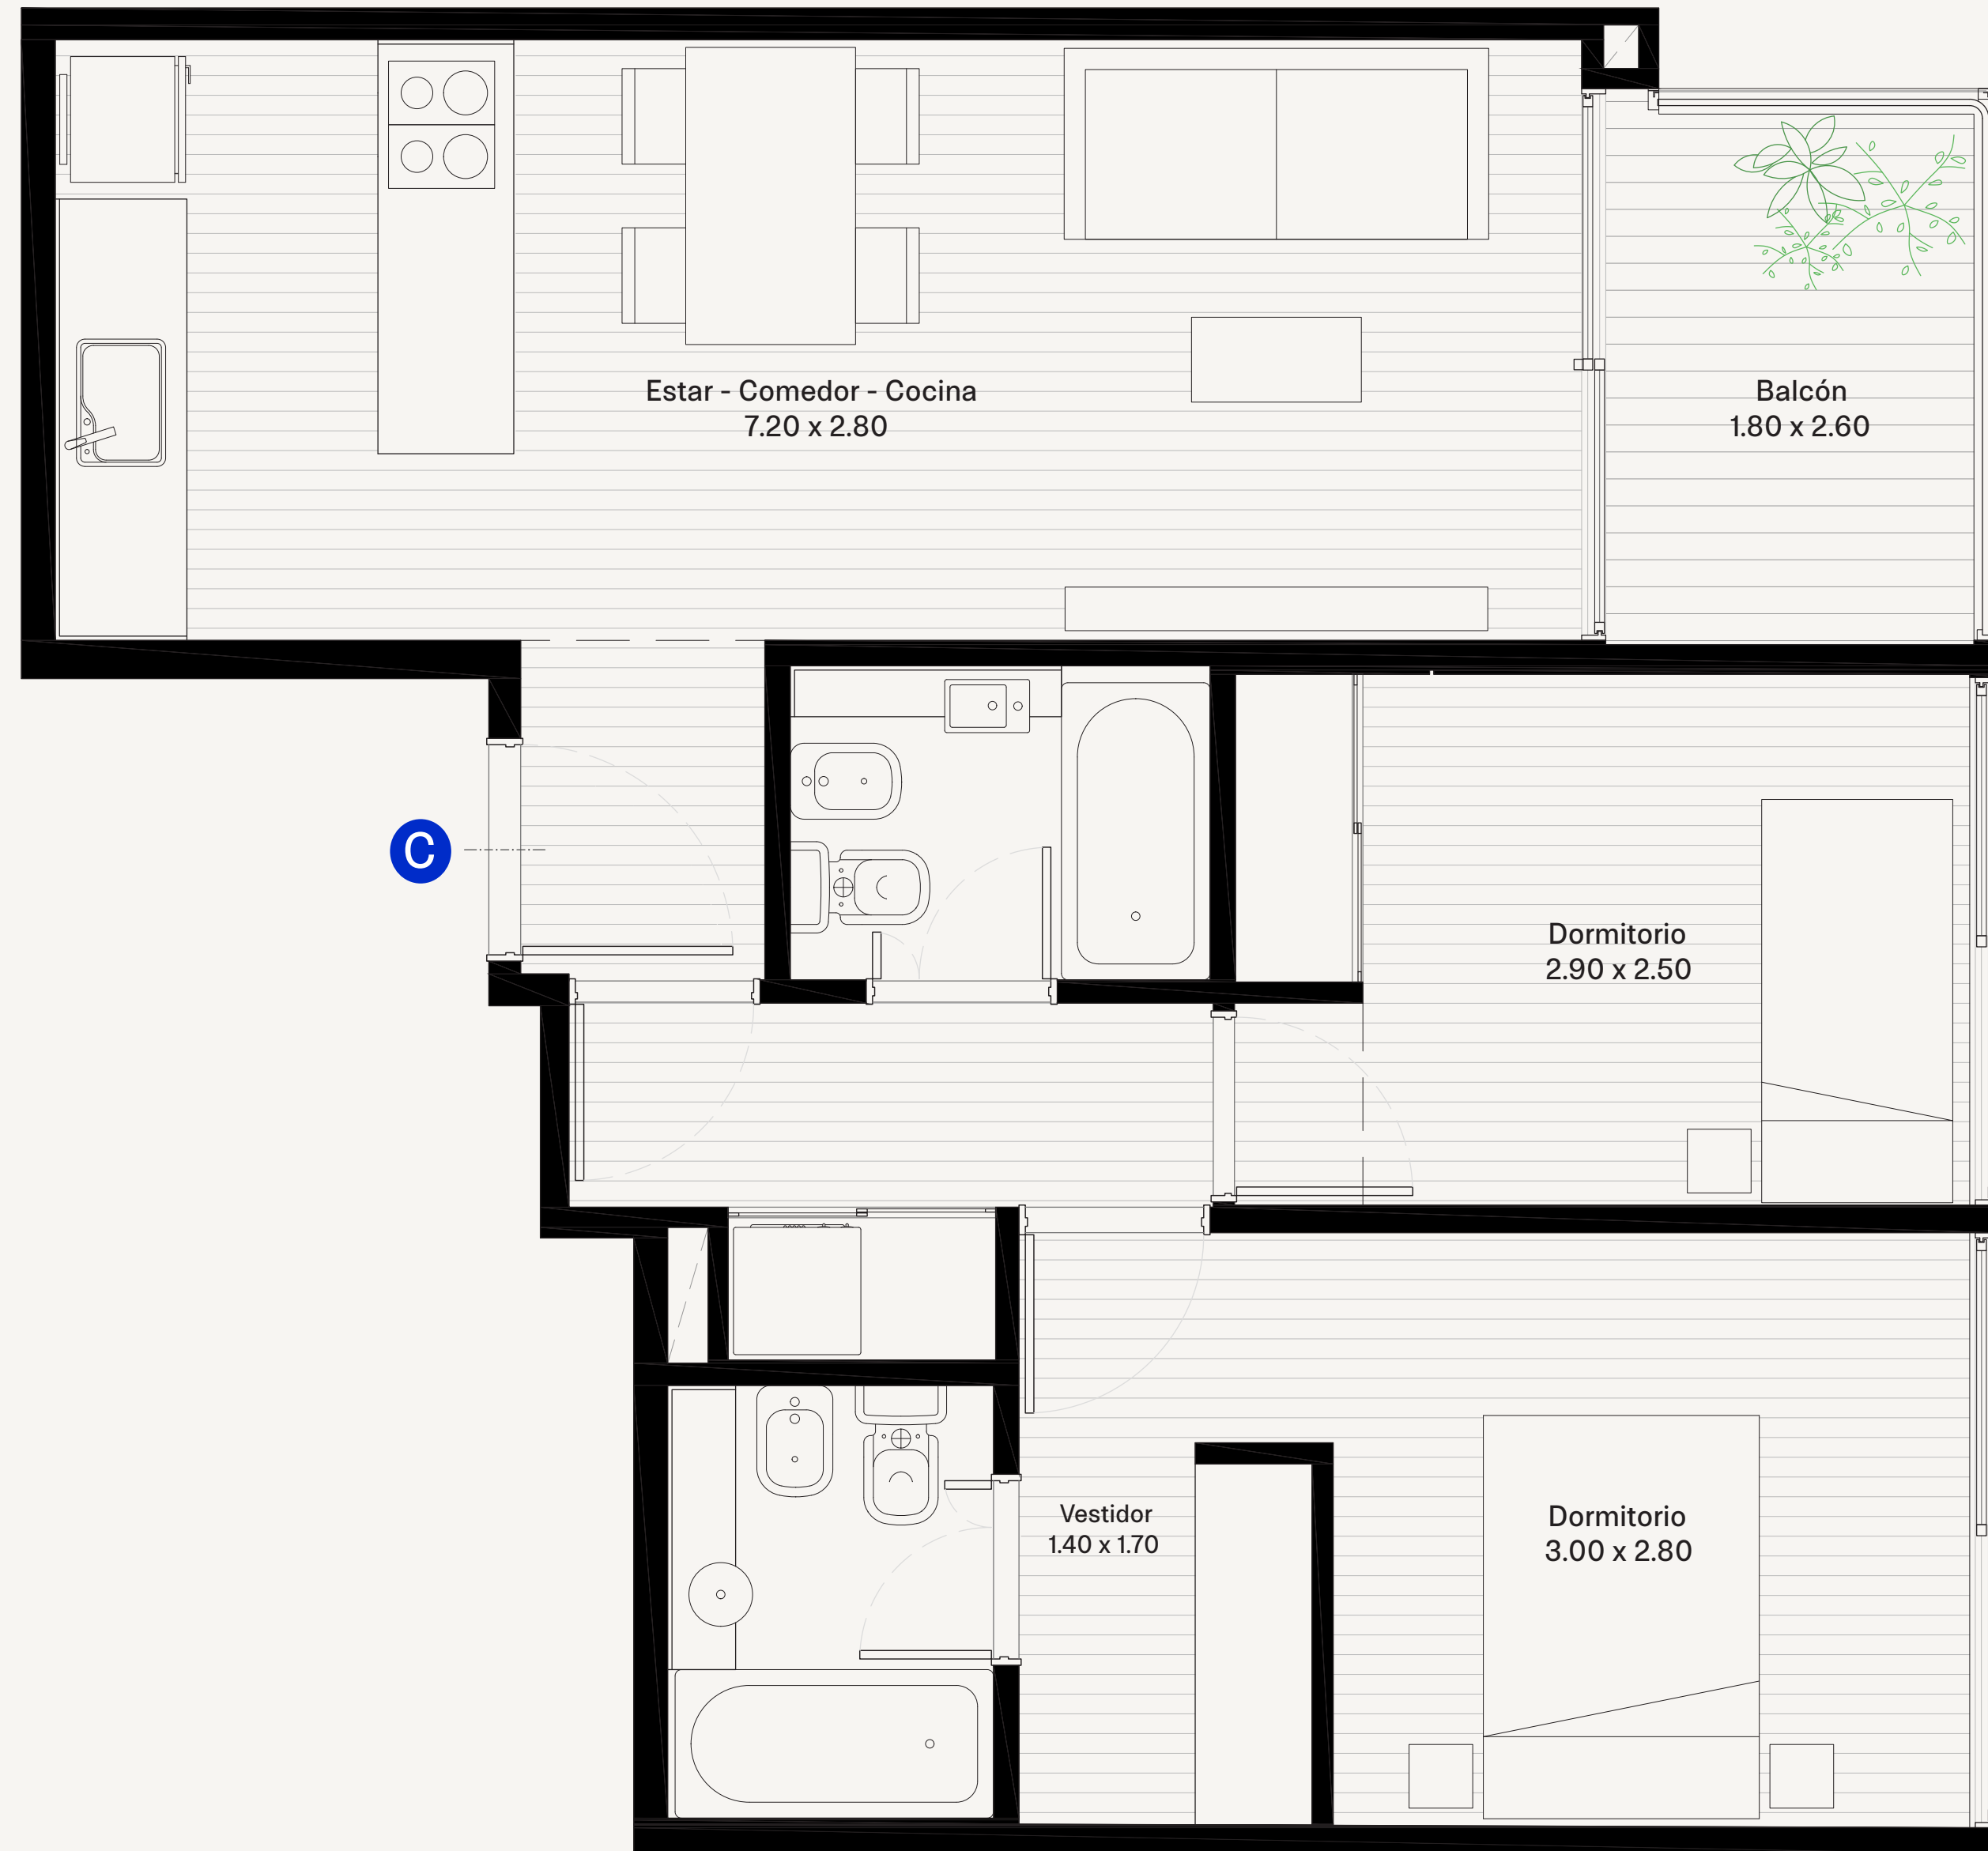 Estar - Comedor - Cocina
7.20 x 2.80
Balcón
1.80 x 2.60
C
Dormitorio
2.90 x 2.50
Vestidor
1.40 x 1.70
Dormitorio
3.00 x 2.80